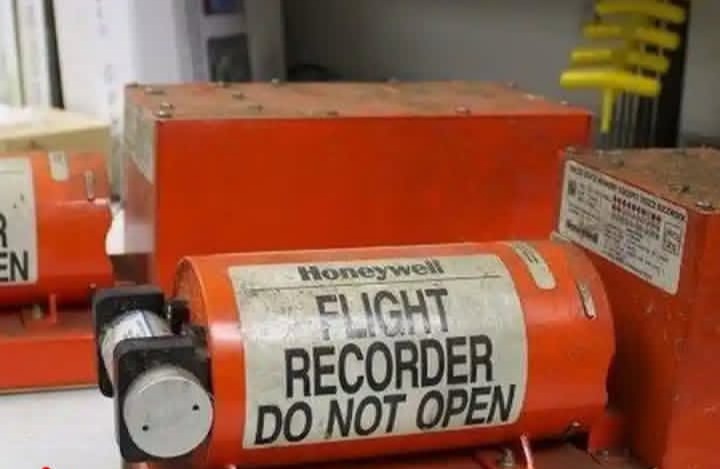 R
EN
Honeywell
FLIGHT
RECORDER
DO NOT OPEN